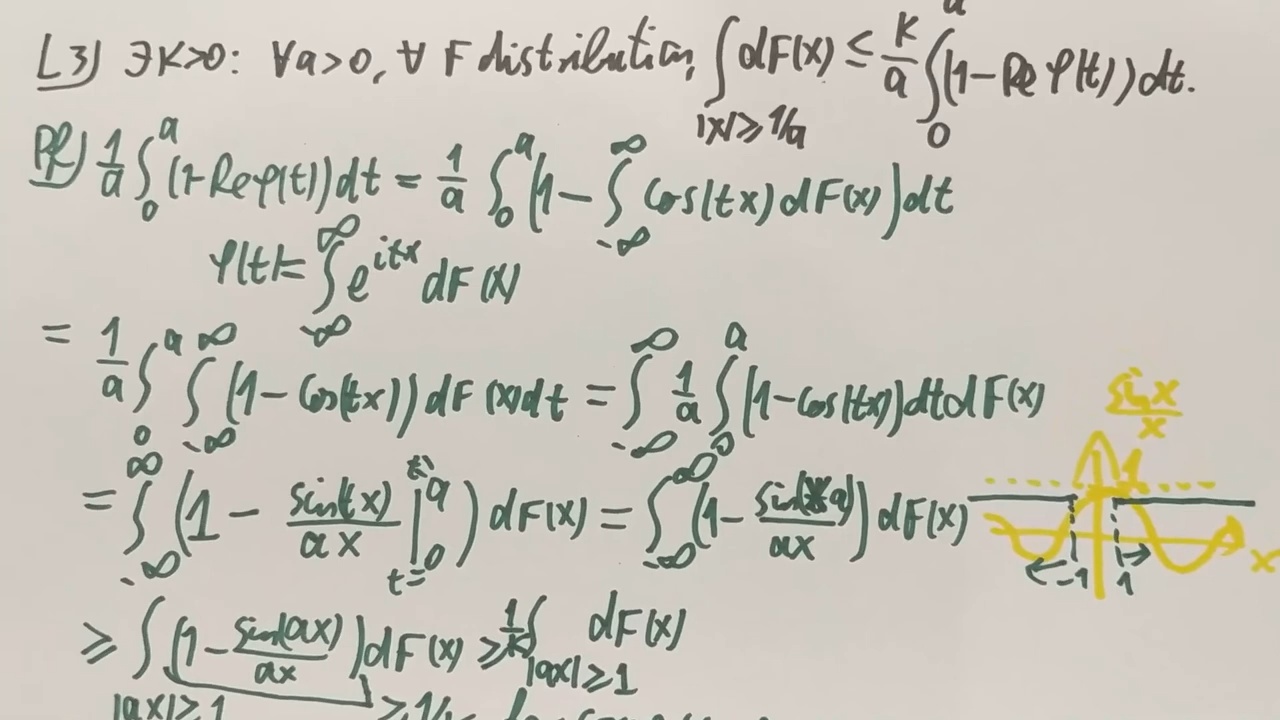 L3) ∃K>0: ∀a>0, ∀ F distribution, ∫_{|x|≥1/a} dF(x) ≤ K/a ∫_0^a (1-Re φ(t))dt.
Pf) 1/a ∫_0^a (1-Reφ(t))dt = 1/a ∫_0^a (1-∫_{-∞}^∞ Cos(tx)dF(x))dt
φ(t)=∫_{-∞}^∞ e^{itx} dF(x)
= 1/a ∫_0^a ∫_{-∞}^∞ (1-Cos(tx))dF(x)dt = ∫_{-∞}^∞ 1/a ∫_0^a (1-cos(tx))dtdF(x)
sin x / x
1
= ∫_{-∞}^∞ (1 - sin(tx)/ax |_{t=0}^{a}) dF(x) = ∫_{-∞}^∞ (1- sin(xa)/ax) dF(x)
-1 1 x
≥ ∫_{|ax|≥1} (1- sin(ax)/ax) dF(x) ≥ 1/K ∫_{|ax|≥1} dF(x)